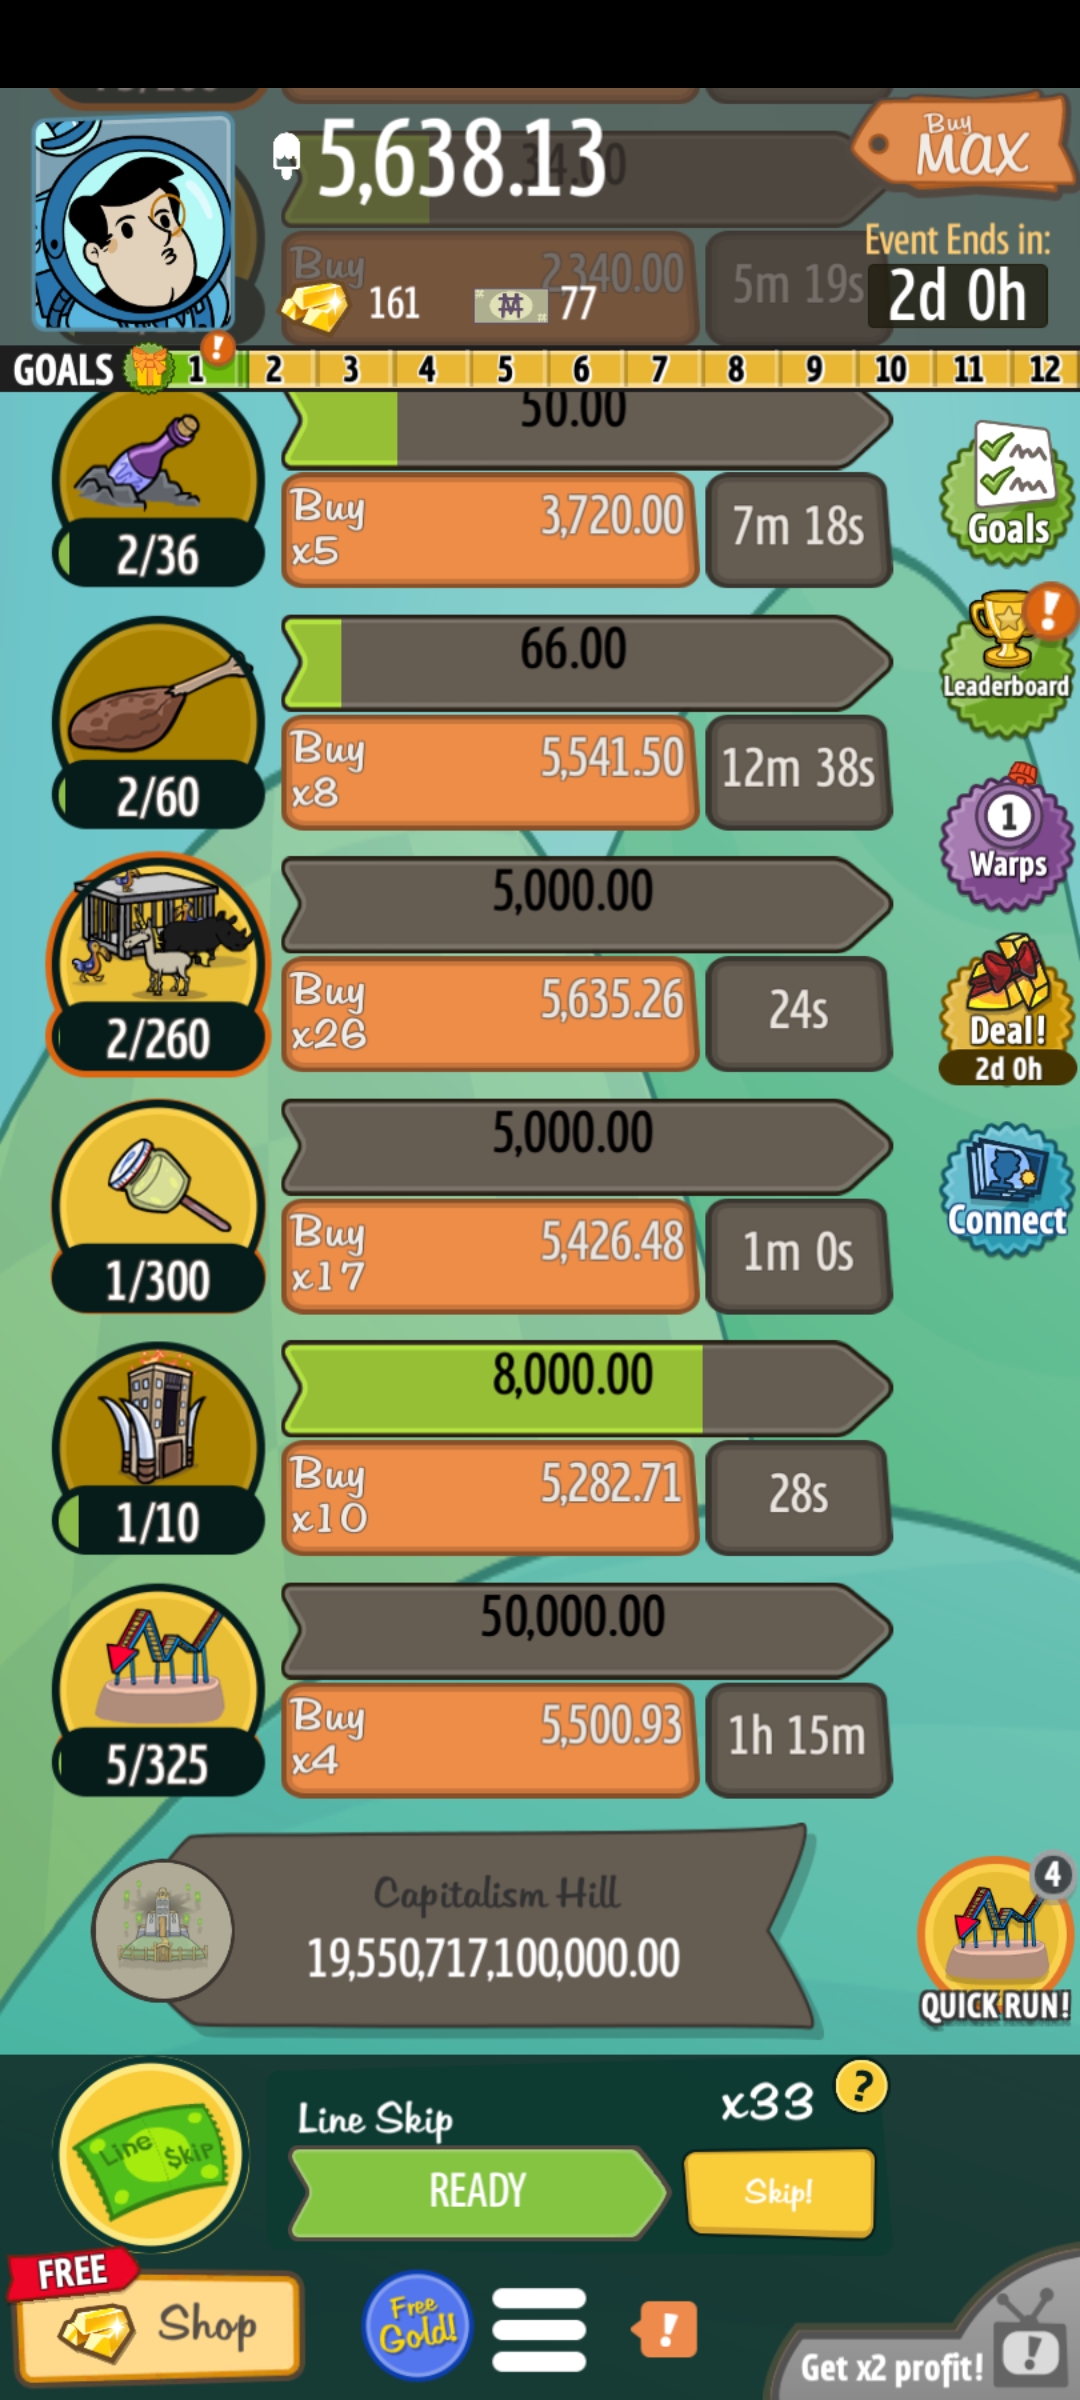 5,638.13
Buy
MAX
34.00
Event Ends in:
2d 0h
Buy
2,340.00
5m 19s
161
77
GOALS
1
!
2
3
4
5
6
7
8
9
10
11
12
50.00
Buy
x5
3,720.00
7m 18s
2/36
Goals
66.00
Buy
x8
5,541.50
12m 38s
2/60
!
Leaderboard
5,000.00
Buy
x26
5,635.26
24s
2/260
1
Warps
Deal!
2d 0h
5,000.00
Buy
x17
5,426.48
1m 0s
1/300
Connect
8,000.00
Buy
x10
5,282.71
28s
1/10
50,000.00
Buy
x4
5,500.93
1h 15m
5/325
Capitalism Hill
19,550,717,100,000.00
4
QUICK RUN!
Line $kip
Line Skip
x33
?
READY
Skip!
FREE
Shop
Free
Gold!
!
Get x2 profit!
!